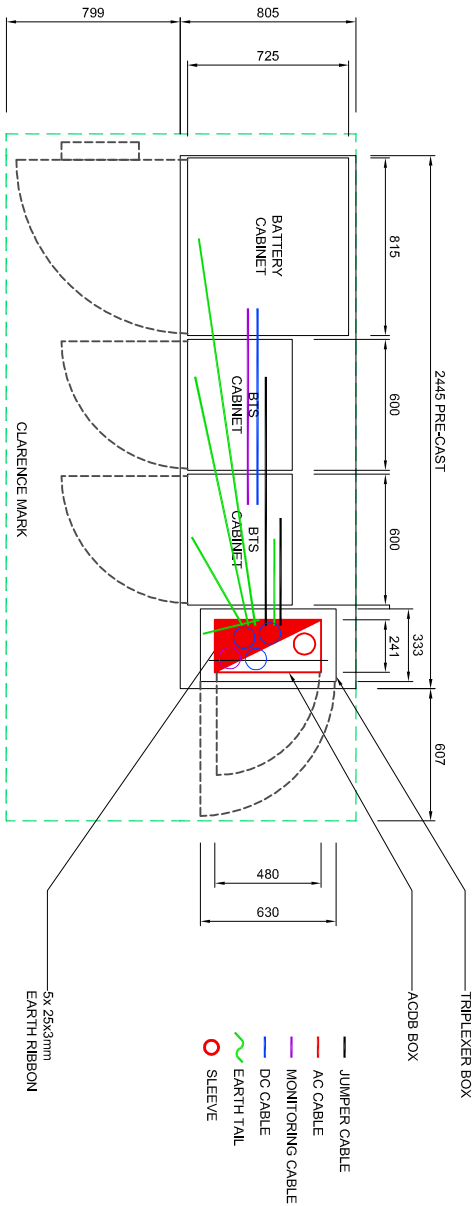 799
805
725
BATTERY
CABINET
815
2445 PRE-CAST
BTS
CABINET
600
CLARENCE MARK
BTS
CABINET
600
333
241
607
480
630
TRIPLEXER BOX
ACDB BOX
5x 25x3mm
EARTH RIBBON
JUMPER CABLE
AC CABLE
MONITORING CABLE
DC CABLE
EARTH TAIL
SLEEVE